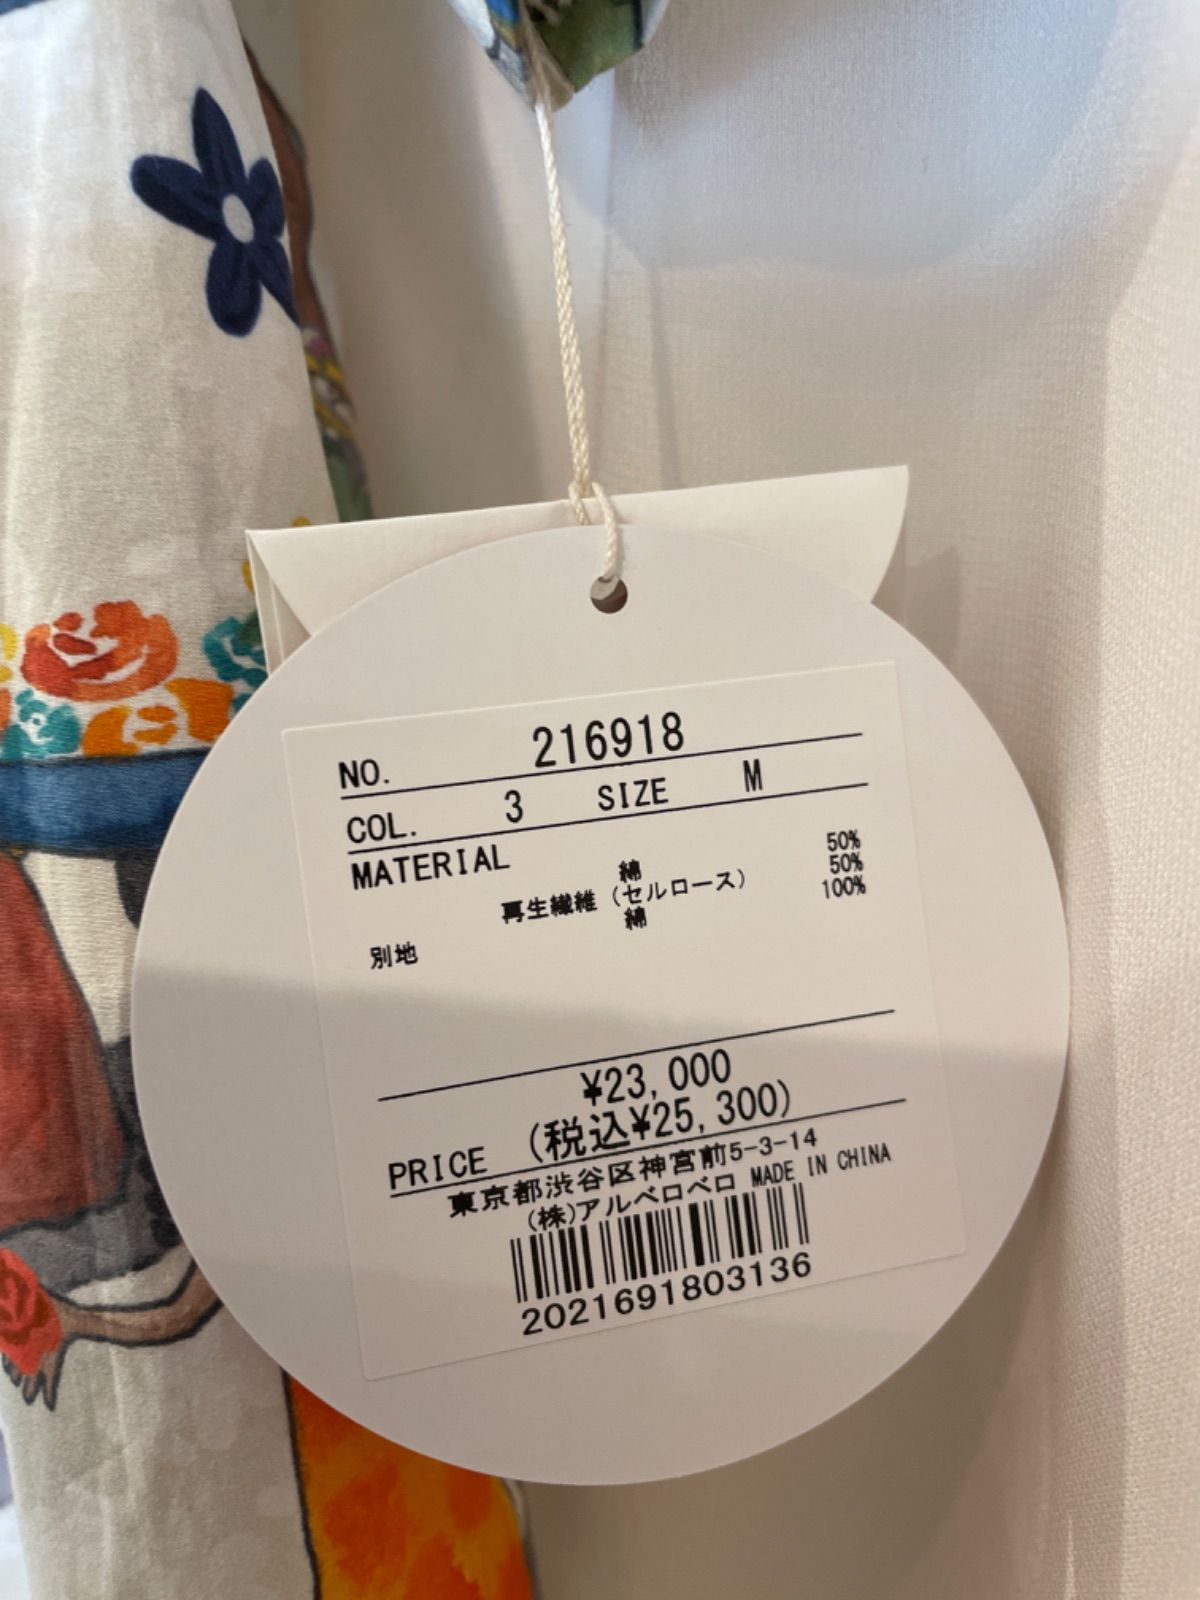 NO. 216918
COL. 3 SIZE M
MATERIAL 綿 50%
再生繊維(セルロース) 50%
綿 100%
別地
¥23,000
PRICE (税込¥25,300)
東京都渋谷区神宮前5-3-14
(株)アルベロベロ MADE IN CHINA
2021691803136